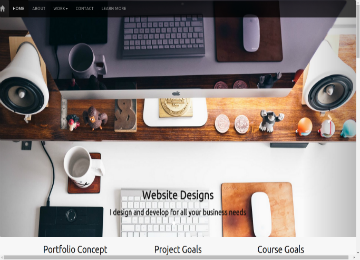 HOME ABOUT WORK CONTACT LEARN MORE
Website Designs
I design and develop for all your business needs
Portfolio Concept Project Goals Course Goals